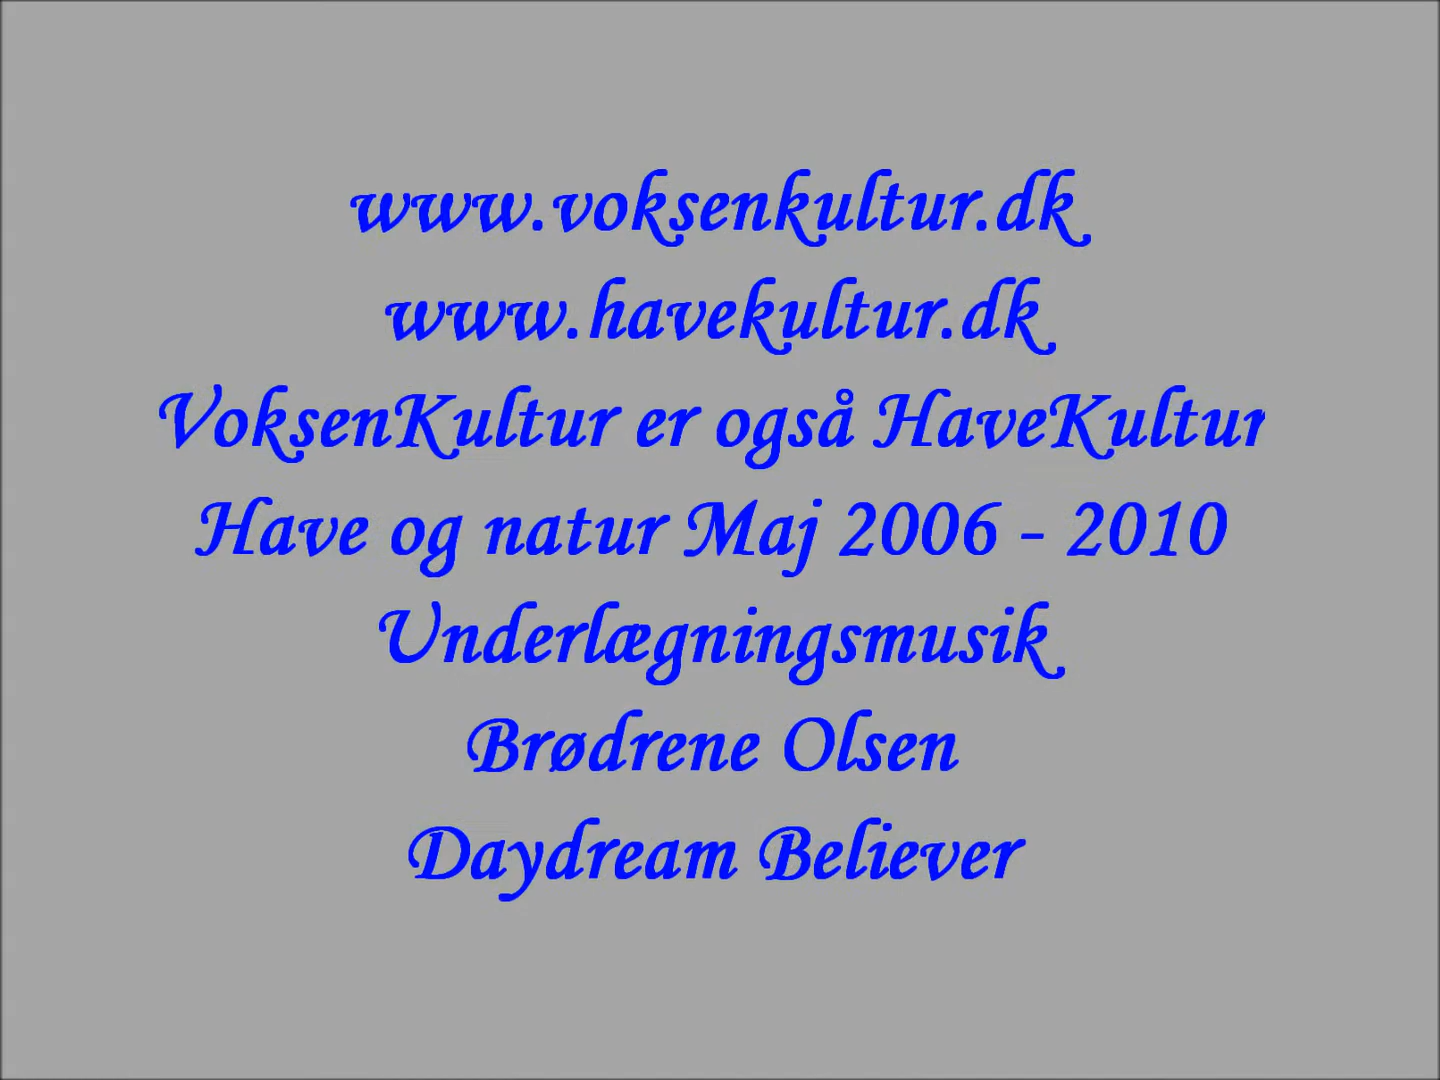 www.voksenkultur.dk
www.havekultur.dk
VoksenKultur er også HaveKultur
Have og natur Maj 2006 - 2010
Underlægningsmusik
Brødrene Olsen
Daydream Believer